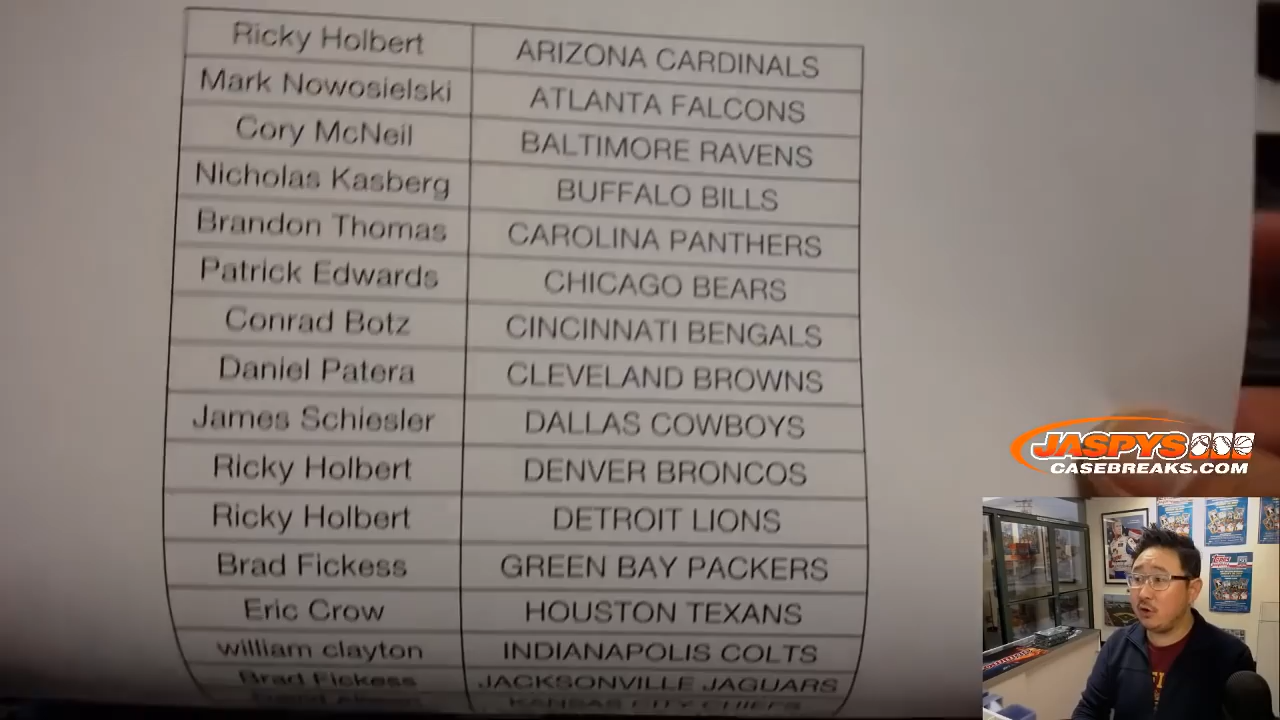 Ricky Holbert ARIZONA CARDINALS
Mark Nowosielski ATLANTA FALCONS
Cory McNeil BALTIMORE RAVENS
Nicholas Kasberg BUFFALO BILLS
Brandon Thomas CAROLINA PANTHERS
Patrick Edwards CHICAGO BEARS
Conrad Botz CINCINNATI BENGALS
Daniel Patera CLEVELAND BROWNS
James Schiesler DALLAS COWBOYS
Ricky Holbert DENVER BRONCOS
Ricky Holbert DETROIT LIONS
Brad Fickess GREEN BAY PACKERS
Eric Crow HOUSTON TEXANS
william clayton INDIANAPOLIS COLTS
Brad Fickess JACKSONVILLE JAGUARS
KANSAS CITY CHIEFS
JASPYS
CASEBREAKS.COM